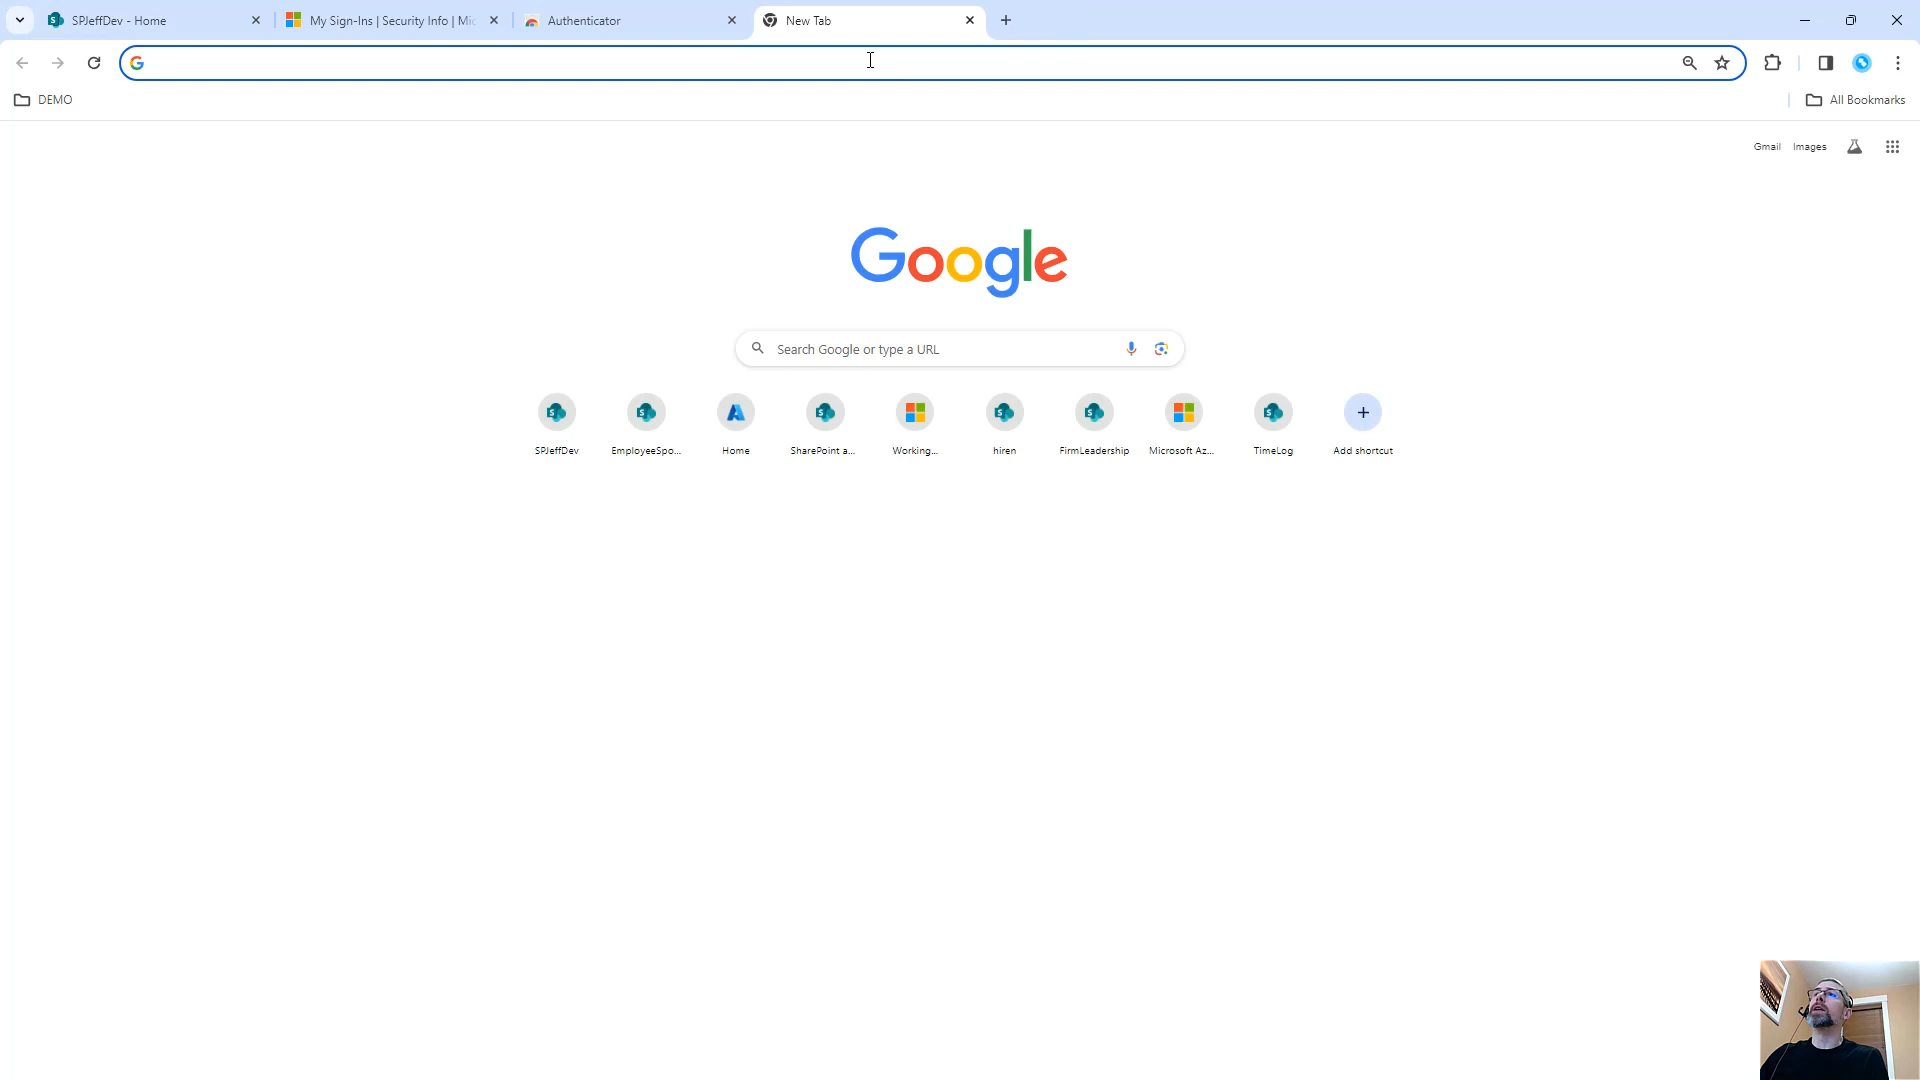 SPJeffDev - Home
My Sign-Ins | Security Info | Mic
Authenticator
New Tab
DEMO
All Bookmarks
Gmail
Images
Google
Search Google or type a URL
SPJeffDev
EmployeeSpo...
Home
SharePoint a...
Working...
hiren
FirmLeadership
Microsoft Az...
TimeLog
Add shortcut